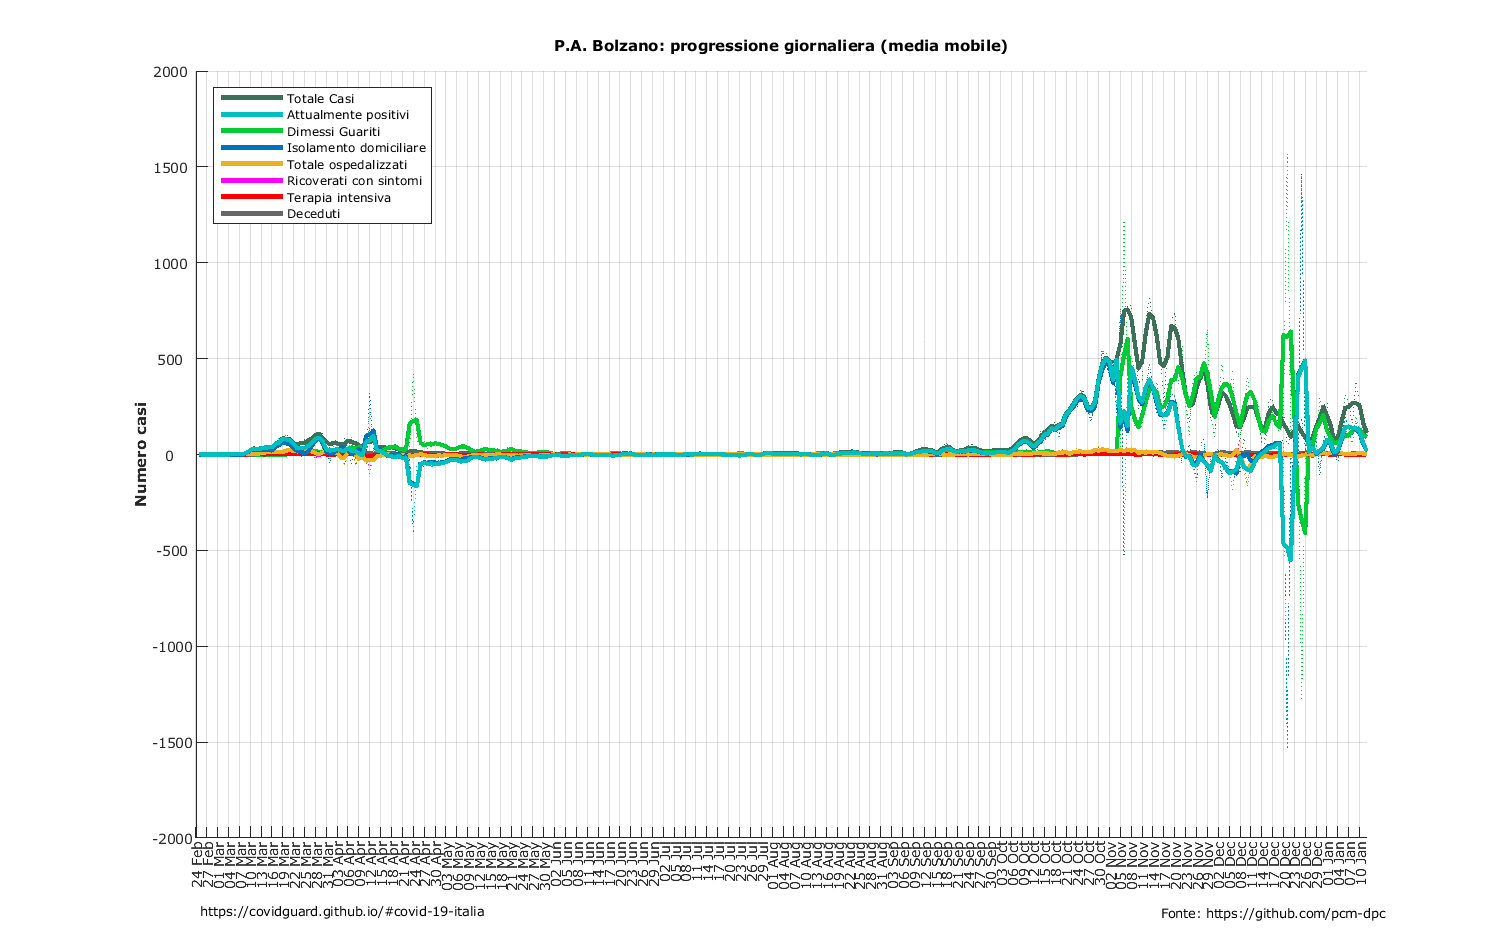 P.A. Bolzano: progressione giornaliera (media mobile)
2000
1500
1000
500
0
-500
-1000
-1500
-2000
Numero casi
Totale Casi
Attualmente positivi
Dimessi Guariti
Isolamento domiciliare
Totale ospedalizzati
Ricoverati con sintomi
Terapia intensiva
Deceduti
24 Feb
27 Feb
01 Mar
04 Mar
07 Mar
10 Mar
13 Mar
16 Mar
19 Mar
22 Mar
25 Mar
28 Mar
31 Mar
03 Apr
06 Apr
09 Apr
12 Apr
15 Apr
18 Apr
21 Apr
24 Apr
27 Apr
30 Apr
03 May
06 May
09 May
12 May
15 May
18 May
21 May
24 May
27 May
30 May
02 Jun
05 Jun
08 Jun
11 Jun
14 Jun
17 Jun
20 Jun
23 Jun
26 Jun
29 Jun
02 Jul
05 Jul
08 Jul
11 Jul
14 Jul
17 Jul
20 Jul
23 Jul
26 Jul
29 Jul
01 Aug
04 Aug
07 Aug
10 Aug
13 Aug
16 Aug
19 Aug
22 Aug
25 Aug
28 Aug
31 Aug
03 Sep
06 Sep
09 Sep
12 Sep
15 Sep
18 Sep
21 Sep
24 Sep
27 Sep
30 Sep
03 Oct
06 Oct
09 Oct
12 Oct
15 Oct
18 Oct
21 Oct
24 Oct
27 Oct
30 Oct
02 Nov
05 Nov
08 Nov
11 Nov
14 Nov
17 Nov
20 Nov
23 Nov
26 Nov
29 Nov
02 Dec
05 Dec
08 Dec
11 Dec
14 Dec
17 Dec
20 Dec
23 Dec
26 Dec
29 Dec
01 Jan
04 Jan
07 Jan
10 Jan
https://covidguard.github.io/#covid-19-italia
Fonte: https://github.com/pcm-dpc